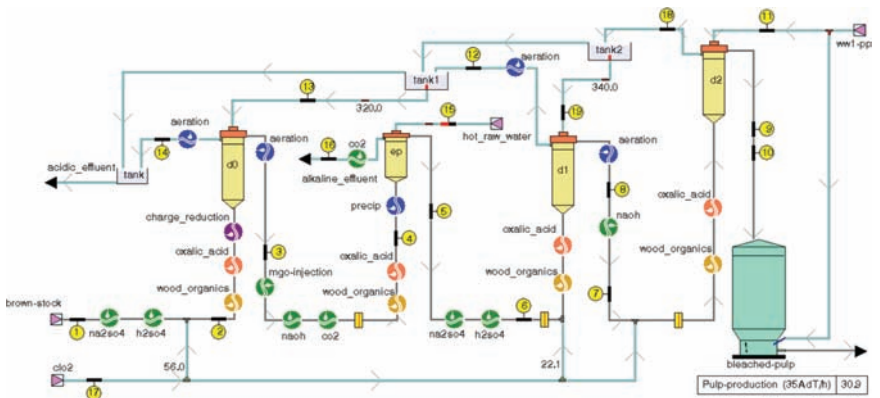 18
11
tank2
ww1-pp
12
aeration
d2
tank1
13
340.0
320.0
15
19
9
aeration
hot_raw_water
aeration
aeration
10
14
16
co2
ep
acidic_effluent
tank
d0
alkaline_effluent
d1
8
precip
5
oxalic_acid
charge_reduction
naoh
3
4
oxalic_acid
oxalic_acid
oxalic_acid
mgo-injection
wood_organics
wood_organics
wood_organics
wood_organics
7
brown-stock
1
na2so4
h2so4
2
naoh
co2
na2so4
h2so4
6
clo2
56.0
22.1
bleached-pulp
17
Pulp-production (35AdT/h) 30.9